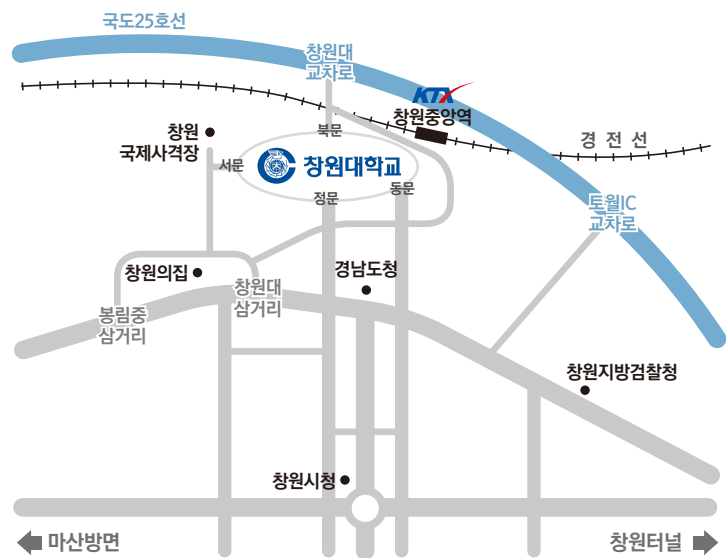 국도25호선
창원대
교차로
KTX
창원중앙역
창원
국제사격장
북문
경 전 선
서문
창원대학교
정문
동문
토월IC
교차로
창원의집
경남도청
창원대
삼거리
봉림중
삼거리
창원지방검찰청
창원시청
마산방면
창원터널